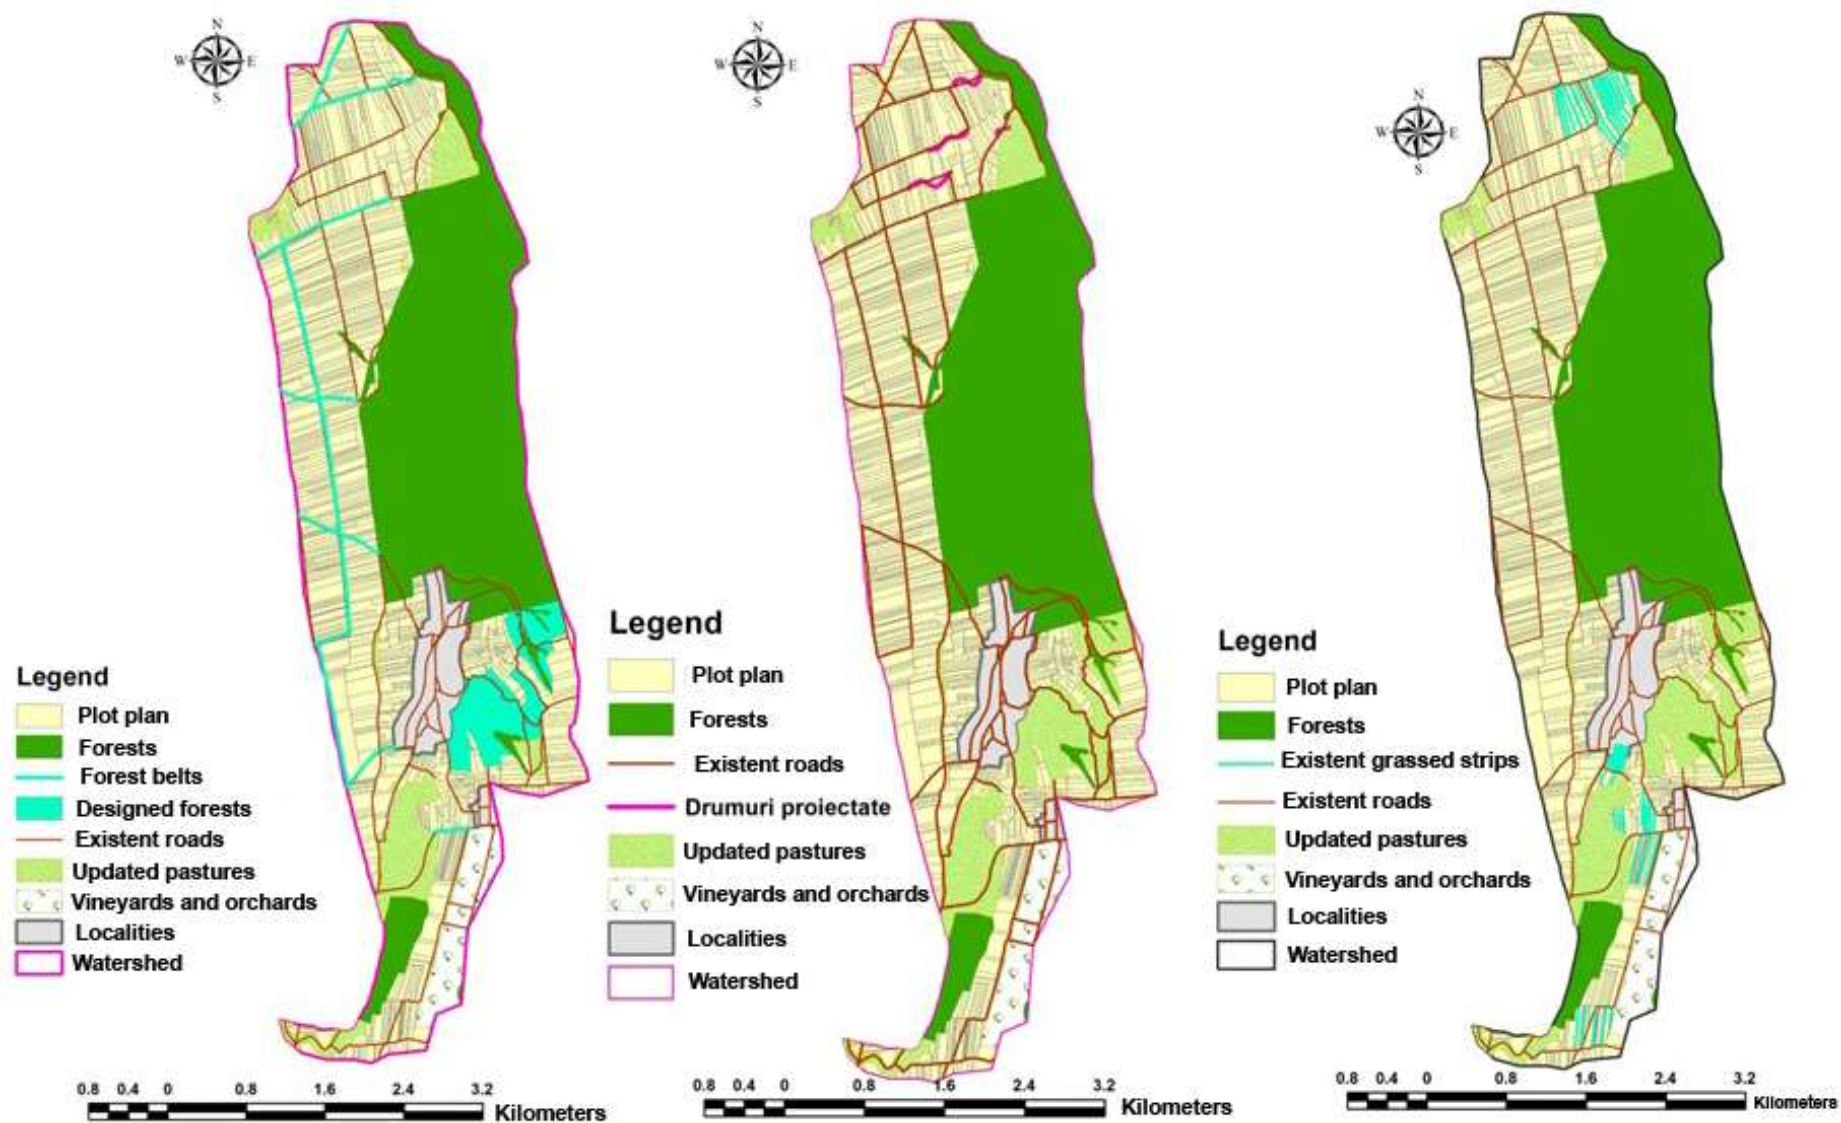 N
W E
S
Legend
Plot plan
Forests
Forest belts
Designed forests
Existent roads
Updated pastures
Vineyards and orchards
Localities
Watershed
0.8 0.4 0 0.8 1.6 2.4 3.2
Kilometers
N
W E
S
Legend
Plot plan
Forests
Existent roads
Drumuri proiectate
Updated pastures
Vineyards and orchards
Localities
Watershed
0.8 0.4 0 0.8 1.6 2.4 3.2
Kilometers
N
W E
S
Legend
Plot plan
Forests
Existent grassed strips
Existent roads
Updated pastures
Vineyards and orchards
Localities
Watershed
0.8 0.4 0 0.8 1.6 2.4 3.2
Kilometers